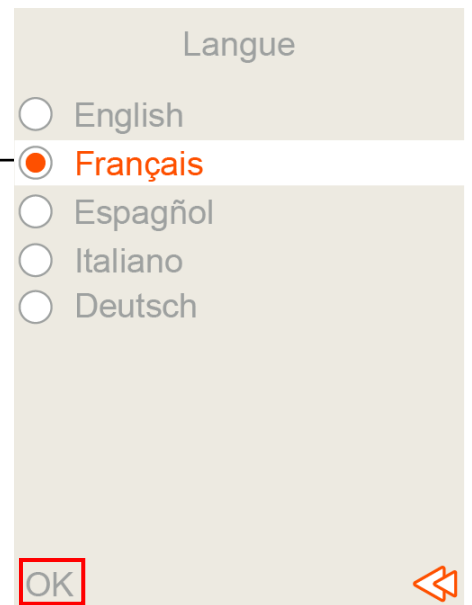 Langue
English
Français
Espagñol
Italiano
Deutsch
OK